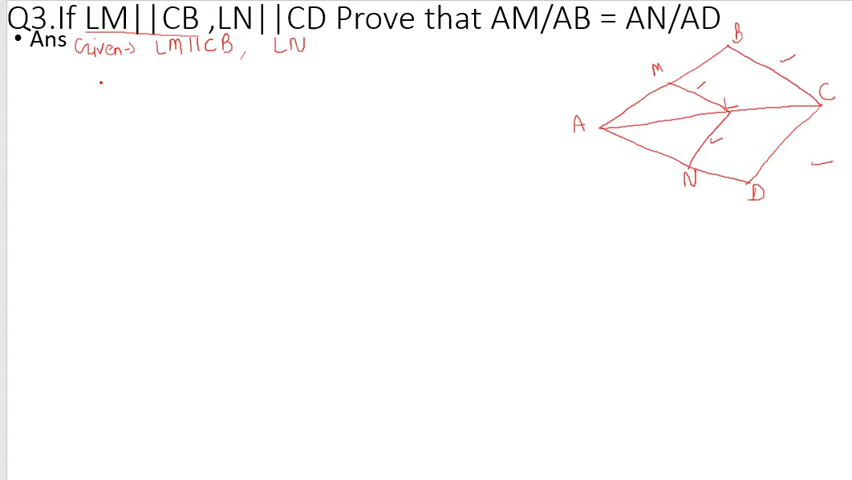 Q3.If LM||CB ,LN||CD Prove that AM/AB = AN/AD
• Ans Given→ LM||CB, LN
B
M
C
A
L
N
D